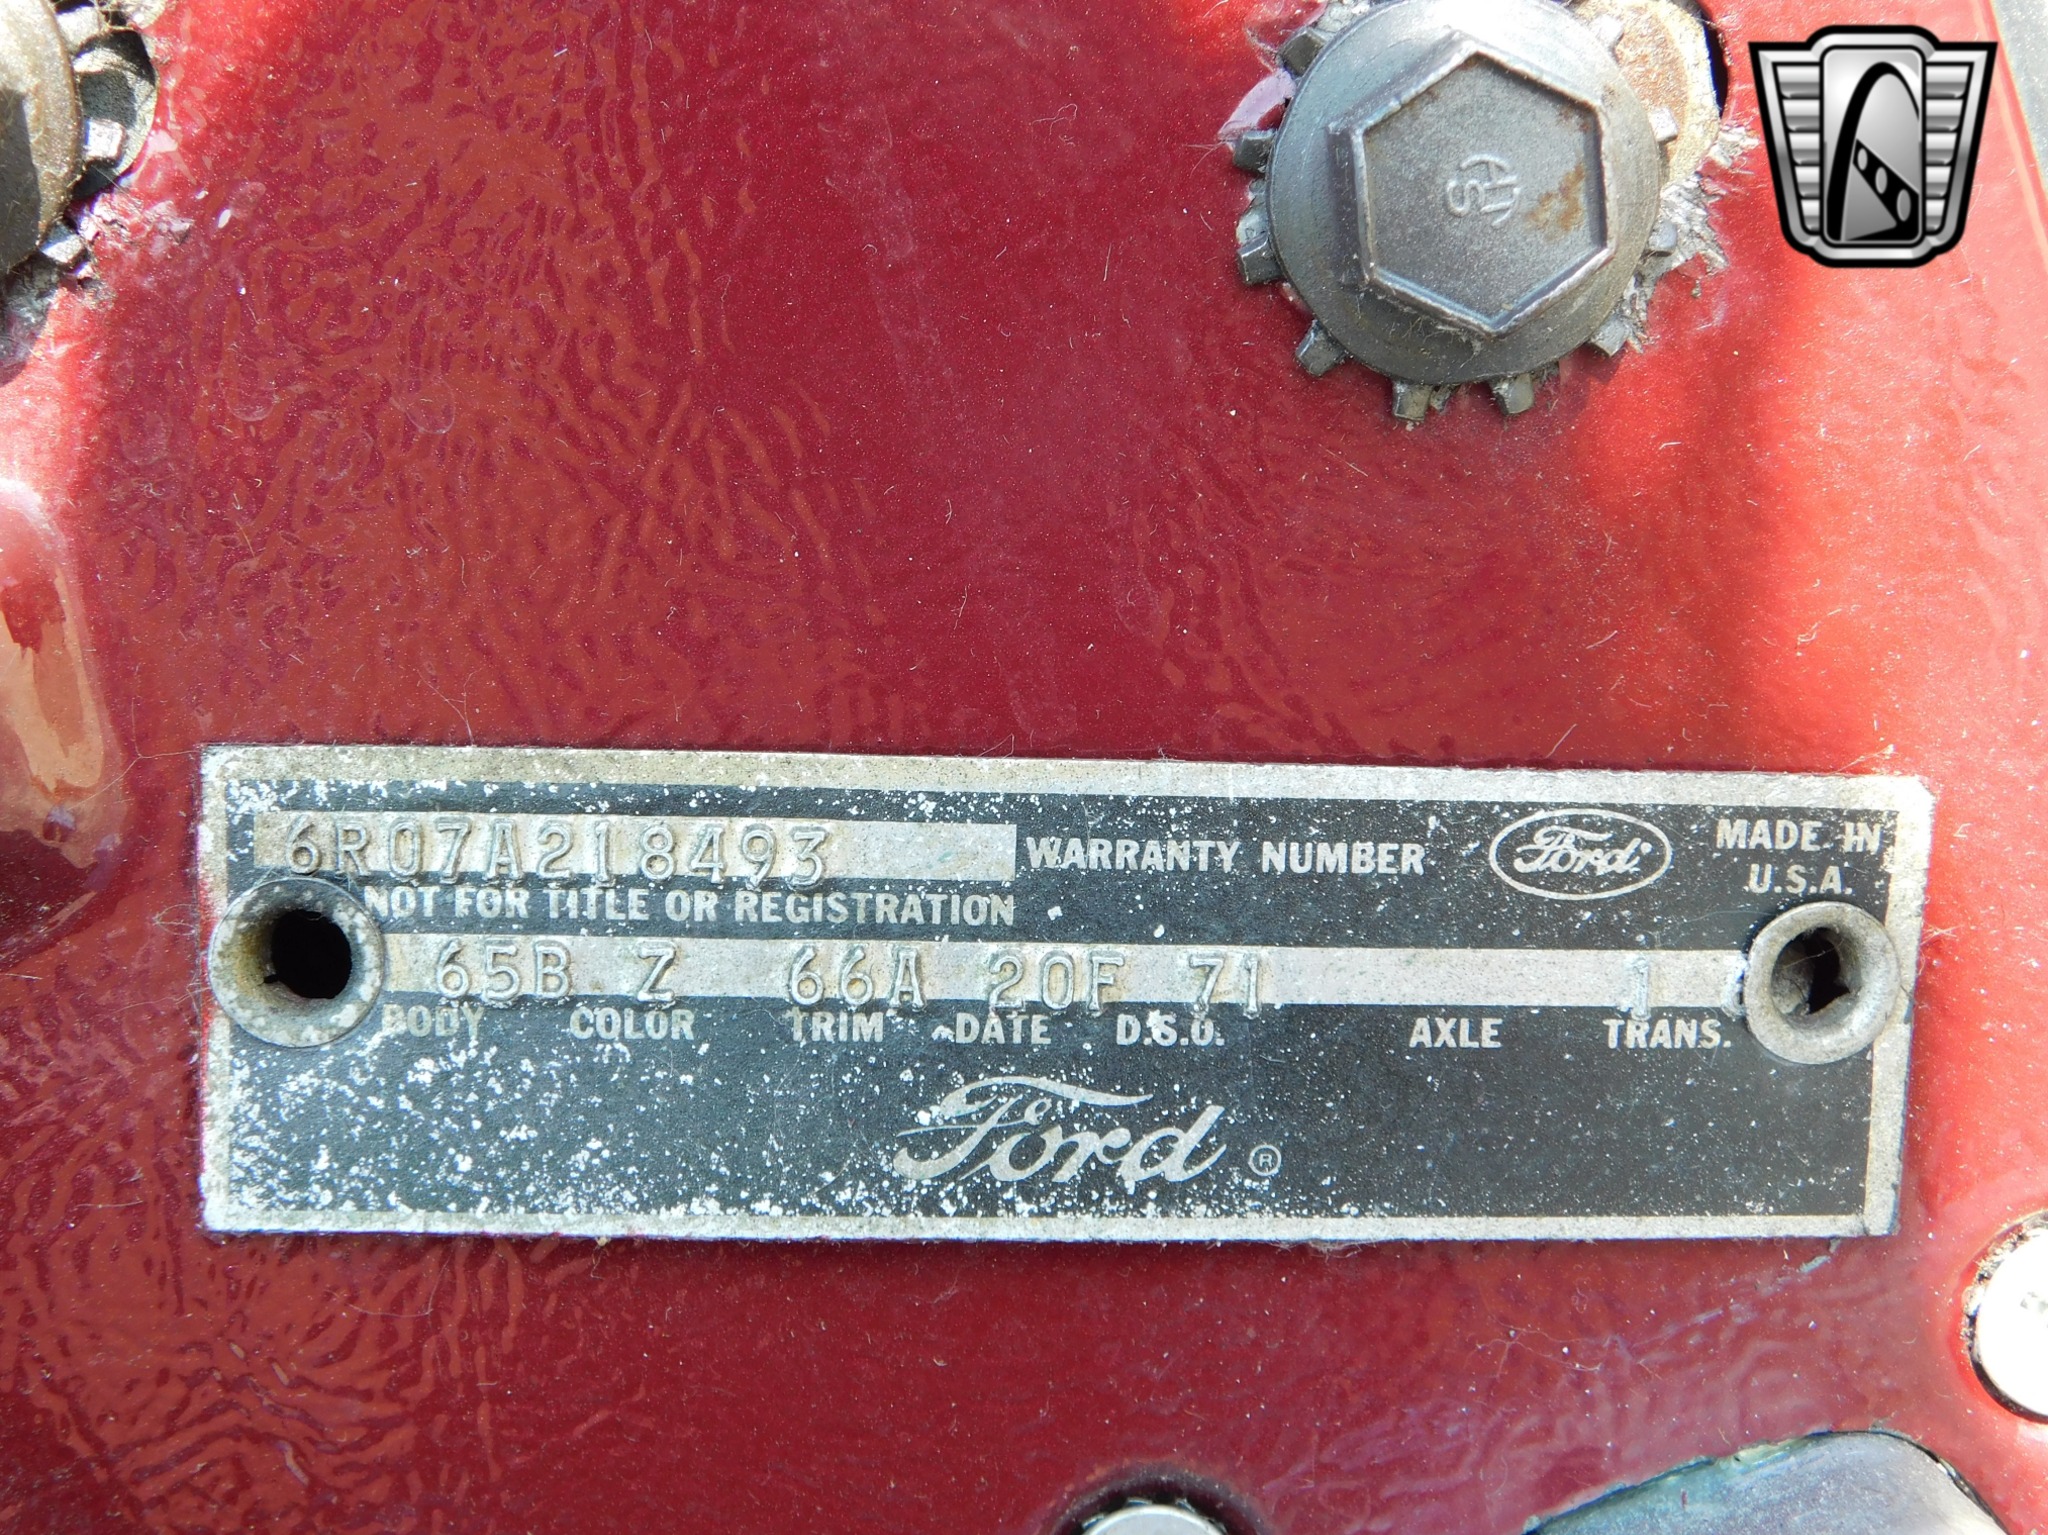 6R07A218493 WARRANTY NUMBER Ford MADE IN
U.S.A.
NOT FOR TITLE OR REGISTRATION
65B Z 66A 20F 71 1
BODY COLOR TRIM DATE D.S.O. AXLE TRANS.
Ford ®